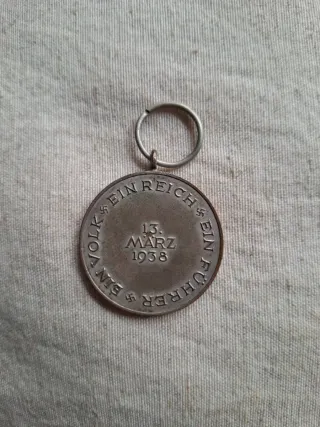 EIN VOLK EIN REICH EIN FÜHRER
13.
MÄRZ
1938